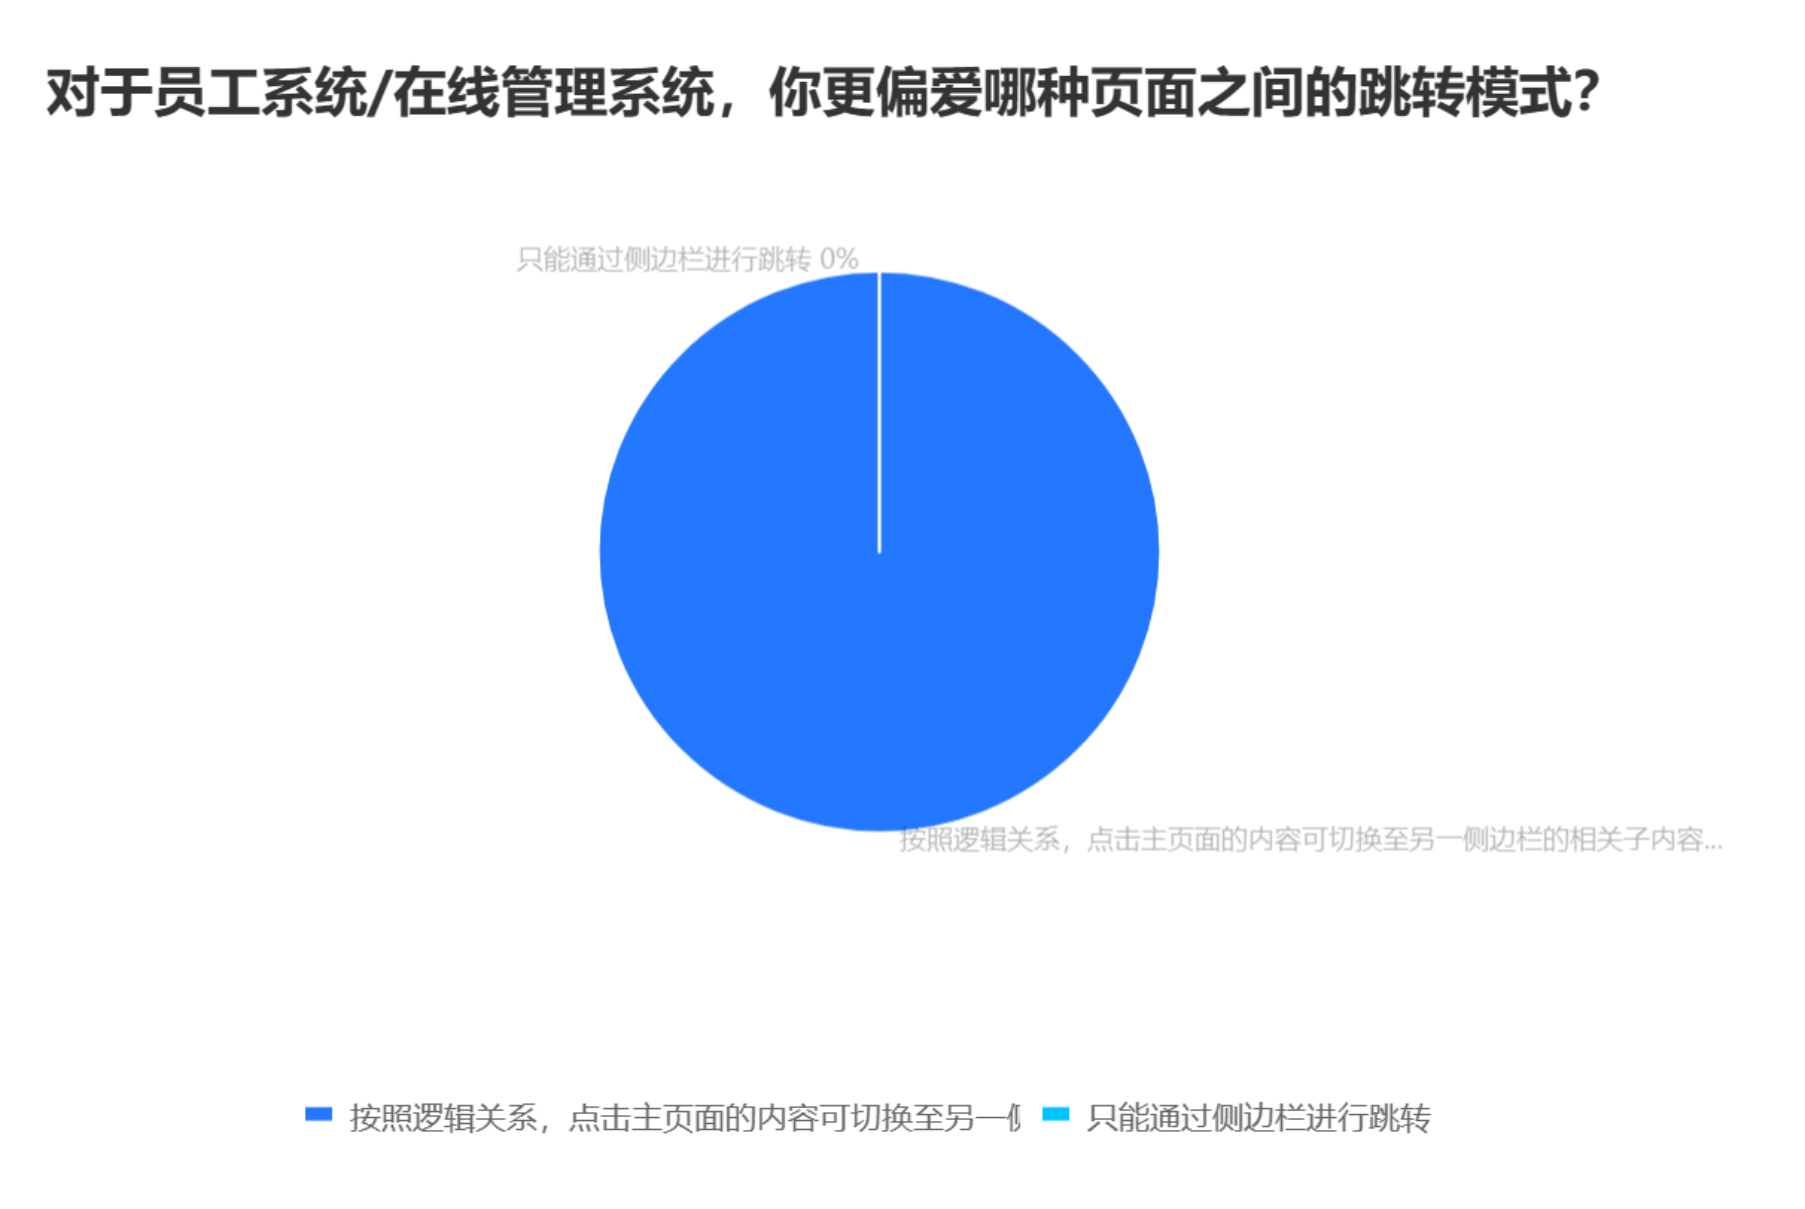 对于员工系统/在线管理系统，你更偏爱哪种页面之间的跳转模式？
只能通过侧边栏进行跳转 0%
按照逻辑关系，点击主页面的内容可切换至另一侧边栏的相关子内容...
按照逻辑关系，点击主页面的内容可切换至另一
只能通过侧边栏进行跳转